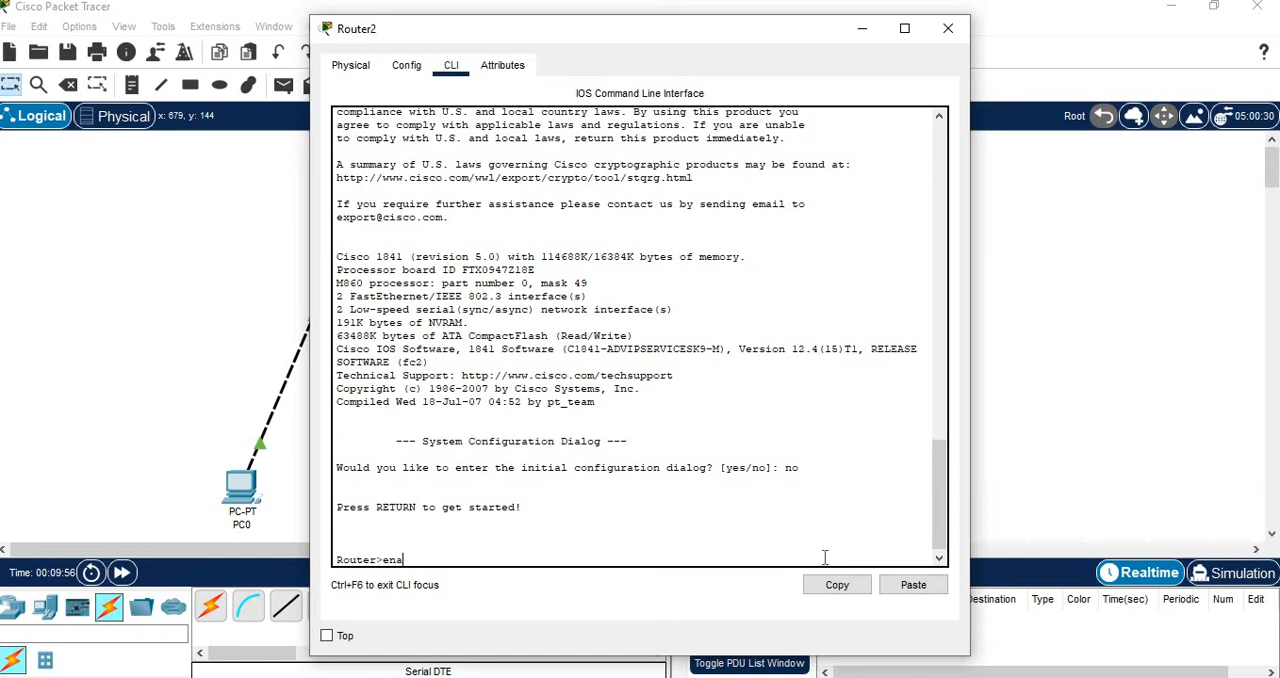 Cisco Packet Tracer
File Edit Options View Tools Extensions Window
?
Logical Physical x: 679, y: 144
Root 05:00:30
Router2
Physical Config CLI Attributes
IOS Command Line Interface
compliance with U.S. and local country laws. By using this product you
agree to comply with applicable laws and regulations. If you are unable
to comply with U.S. and local laws, return this product immediately.
A summary of U.S. laws governing Cisco cryptographic products may be found at:
http://www.cisco.com/wwl/export/crypto/tool/stqrg.html
If you require further assistance please contact us by sending email to
export@cisco.com.
Cisco 1841 (revision 5.0) with 114688K/16384K bytes of memory.
Processor board ID FTX0947Z18E
M860 processor: part number 0, mask 49
2 FastEthernet/IEEE 802.3 interface(s)
2 Low-speed serial(sync/async) network interface(s)
191K bytes of NVRAM.
63488K bytes of ATA CompactFlash (Read/Write)
Cisco IOS Software, 1841 Software (C1841-ADVIPSERVICESK9-M), Version 12.4(15)T1, RELEASE
SOFTWARE (fc2)
Technical Support: http://www.cisco.com/techsupport
Copyright (c) 1986-2007 by Cisco Systems, Inc.
Compiled Wed 18-Jul-07 04:52 by pt_team
--- System Configuration Dialog ---
Would you like to enter the initial configuration dialog? [yes/no]: no
Press RETURN to get started!
Router>ena
Ctrl+F6 to exit CLI focus
Copy Paste
Top
PC-PT
PC0
Time: 00:09:56
Realtime Simulation
Destination Type Color Time(sec) Periodic Num Edit
Toggle PDU List Window
Serial DTE